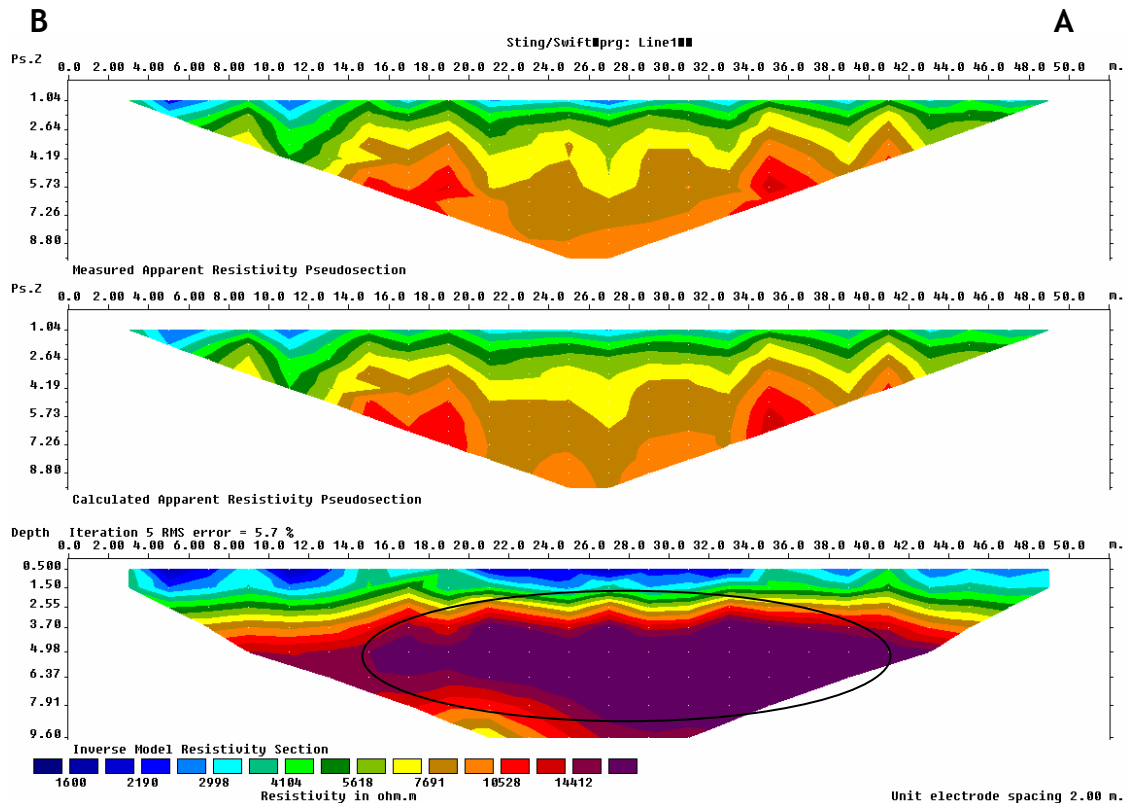 B A
Sting/Swift■prg: Line1■■
Ps.Z
0.0 2.00 4.00 6.00 8.00 10.0 12.0 14.0 16.0 18.0 20.0 22.0 24.0 26.0 28.0 30.0 32.0 34.0 36.0 38.0 40.0 42.0 44.0 46.0 48.0 50.0 m.
1.04
2.64
4.19
5.73
7.26
8.80
Measured Apparent Resistivity Pseudosection
Ps.Z
0.0 2.00 4.00 6.00 8.00 10.0 12.0 14.0 16.0 18.0 20.0 22.0 24.0 26.0 28.0 30.0 32.0 34.0 36.0 38.0 40.0 42.0 44.0 46.0 48.0 50.0 m.
1.04
2.64
4.19
5.73
7.26
8.80
Calculated Apparent Resistivity Pseudosection
Depth Iteration 5 RMS error = 5.7 %
0.0 2.00 4.00 6.00 8.00 10.0 12.0 14.0 16.0 18.0 20.0 22.0 24.0 26.0 28.0 30.0 32.0 34.0 36.0 38.0 40.0 42.0 44.0 46.0 48.0 50.0 m.
0.500
1.50
2.55
3.70
4.98
6.37
7.91
9.60
Inverse Model Resistivity Section
1600 2190 2998 4104 5618 7691 10528 14412
Resistivity in ohm.m Unit electrode spacing 2.00 m.